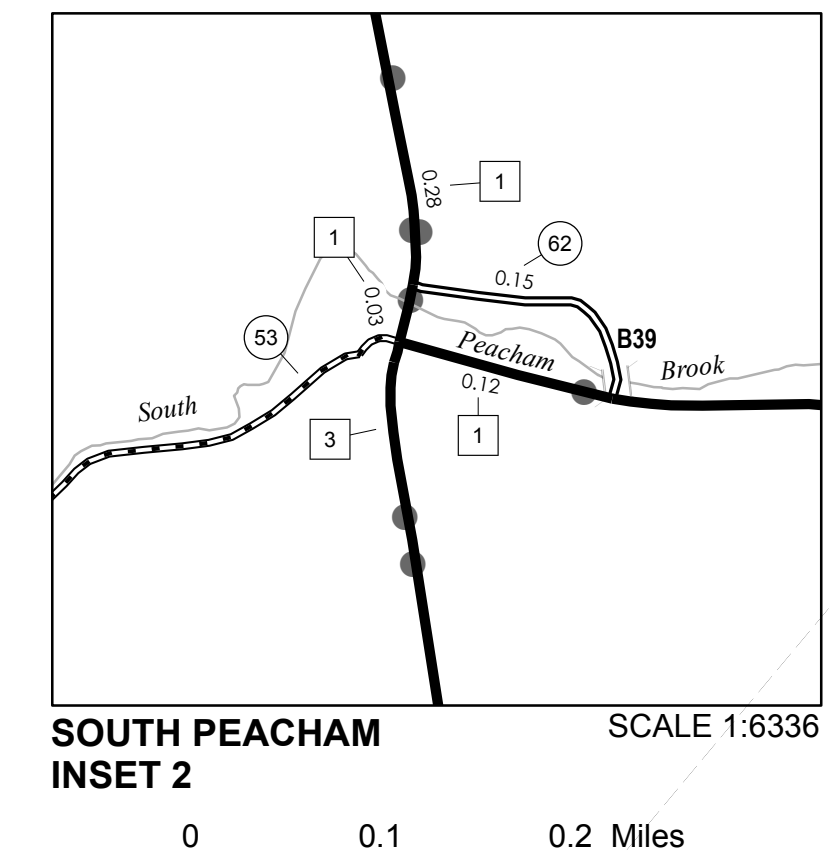 0.28
1
1
62
0.15
0.03
53
B39
Peacham
Brook
0.12
South
3
1
SOUTH PEACHAM
INSET 2
SCALE 1:6336
0 0.1 0.2 Miles